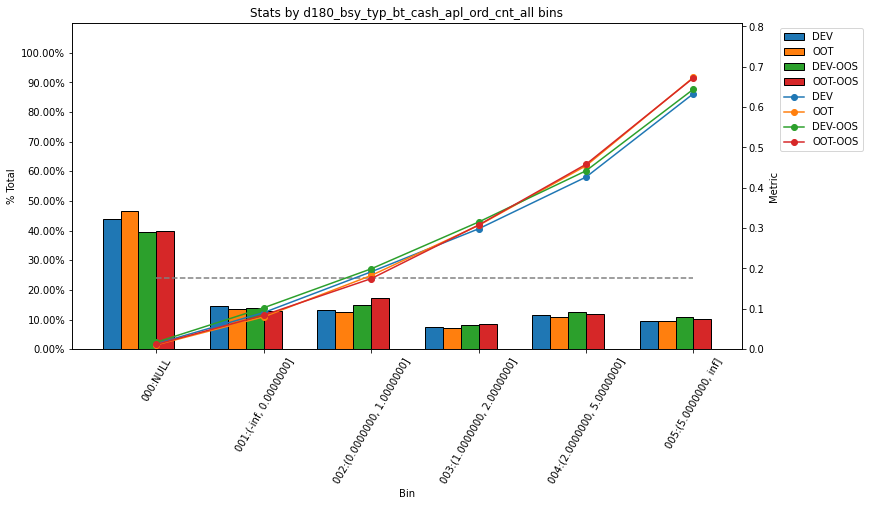 Stats by d180_bsy_typ_bt_cash_apl_ord_cnt_all bins
100.00%
90.00%
80.00%
70.00%
60.00%
50.00%
40.00%
30.00%
20.00%
10.00%
0.00%
% Total
0.8
0.7
0.6
0.5
0.4
0.3
0.2
0.1
0.0
Metric
DEV
OOT
DEV-OOS
OOT-OOS
DEV
OOT
DEV-OOS
OOT-OOS
000:NULL
001:(-inf, 0.0000000]
002:(0.0000000, 1.0000000]
003:(1.0000000, 2.0000000]
004:(2.0000000, 5.0000000]
005:(5.0000000, inf]
Bin